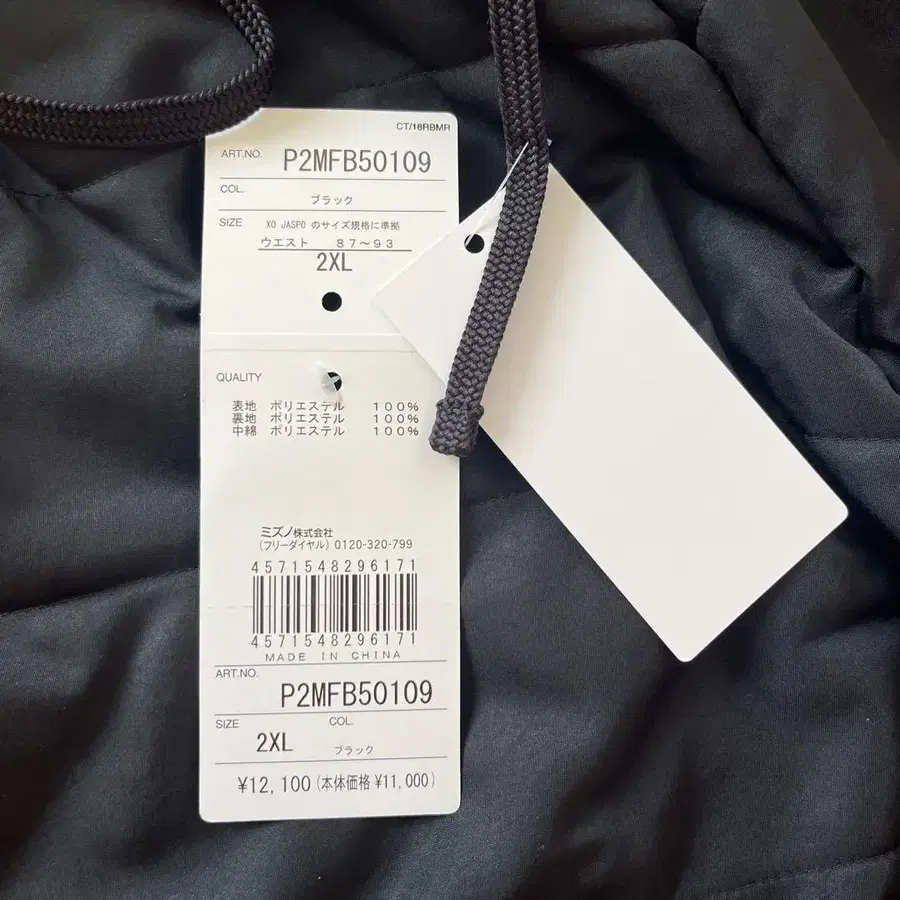 CT/18RBMR
ART.NO. P2MFB50109
COL. ブラック
SIZE XO JASPO のサイズ規格に準拠
ウエスト 87〜93
2XL
QUALITY
表地 ポリエステル 100%
裏地 ポリエステル 100%
中綿 ポリエステル 100%
ミズノ株式会社
(フリーダイヤル) 0120-320-799
4571548296171
4571548296171
MADE IN CHINA
ART.NO. P2MFB50109
SIZE 2XL COL. ブラック
¥12,100 (本体価格 ¥11,000)